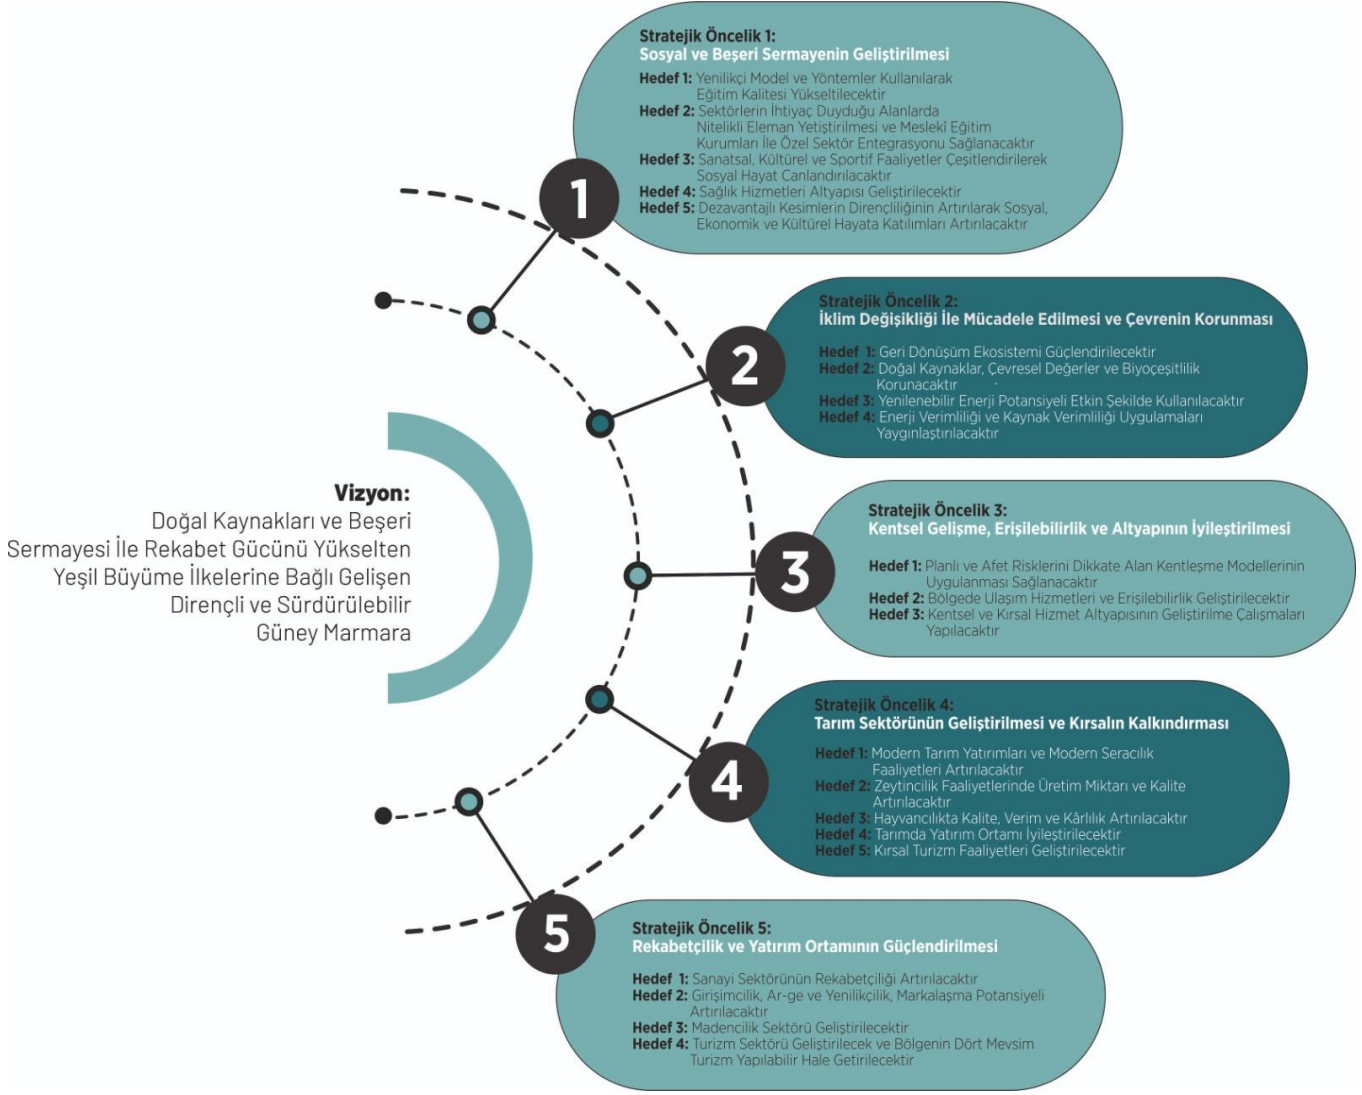 Stratejik Öncelik 1:
Sosyal ve Beşeri Sermayenin Geliştirilmesi
Hedef 1: Yenilikçi Model ve Yöntemler Kullanılarak
Eğitim Kalitesi Yükseltilecektir
Hedef 2: Sektörlerin İhtiyaç Duyduğu Alanlarda
Nitelikli Eleman Yetiştirilmesi ve Meslekî Eğitim
Kurumları İle Özel Sektör Entegrasyonu Sağlanacaktır
Hedef 3: Sanatsal, Kültürel ve Sportif Faaliyetler Çeşitlendirilerek
Sosyal Hayat Canlandırılacaktır
Hedef 4: Sağlık Hizmetleri Altyapısı Geliştirilecektir
Hedef 5: Dezavantajlı Kesimlerin Dirençliliğinin Artırılarak Sosyal,
Ekonomik ve Kültürel Hayata Katılımları Artırılacaktır
1
Stratejik Öncelik 2:
İklim Değişikliği İle Mücadele Edilmesi ve Çevrenin Korunması
Hedef 1: Geri Dönüşüm Ekosistemi Güçlendirilecektir
Hedef 2: Doğal Kaynaklar, Çevresel Değerler ve Biyoçeşitlilik
Korunacaktır
Hedef 3: Yenilenebilir Enerji Potansiyeli Etkin Şekilde Kullanılacaktır
Hedef 4: Enerji Verimliliği ve Kaynak Verimliliği Uygulamaları
Yaygınlaştırılacaktır
2
Vizyon:
Doğal Kaynakları ve Beşeri
Sermayesi İle Rekabet Gücünü Yükselten
Yeşil Büyüme İlkelerine Bağlı Gelişen
Dirençli ve Sürdürülebilir
Güney Marmara
Stratejik Öncelik 3:
Kentsel Gelişme, Erişilebilirlik ve Altyapının İyileştirilmesi
Hedef 1: Planlı ve Afet Risklerini Dikkate Alan Kentleşme Modellerinin
Uygulanması Sağlanacaktır
Hedef 2: Bölgede Ulaşım Hizmetleri ve Erişilebilirlik Geliştirilecektir
Hedef 3: Kentsel ve Kırsal Hizmet Altyapısının Geliştirilme Çalışmaları
Yapılacaktır
3
Stratejik Öncelik 4:
Tarım Sektörünün Geliştirilmesi ve Kırsalın Kalkındırması
Hedef 1: Modern Tarım Yatırımları ve Modern Seracılık
Faaliyetleri Artırılacaktır
Hedef 2: Zeytincilik Faaliyetlerinde Üretim Miktarı ve Kalite
Artırılacaktır
Hedef 3: Hayvancılıkta Kalite, Verim ve Kârlılık Artırılacaktır
Hedef 4: Tarımda Yatırım Ortamı İyileştirilecektir
Hedef 5: Kırsal Turizm Faaliyetleri Geliştirilecektir
4
Stratejik Öncelik 5:
Rekabetçilik ve Yatırım Ortamının Güçlendirilmesi
Hedef 1: Sanayi Sektörünün Rekabetçiliği Artırılacaktır
Hedef 2: Girişimcilik, Ar-ge ve Yenilikçilik, Markalaşma Potansiyeli
Artırılacaktır
Hedef 3: Madencilik Sektörü Geliştirilecektir
Hedef 4: Turizm Sektörü Geliştirilecek ve Bölgenin Dört Mevsim
Turizm Yapılabilir Hale Getirilecektir
5